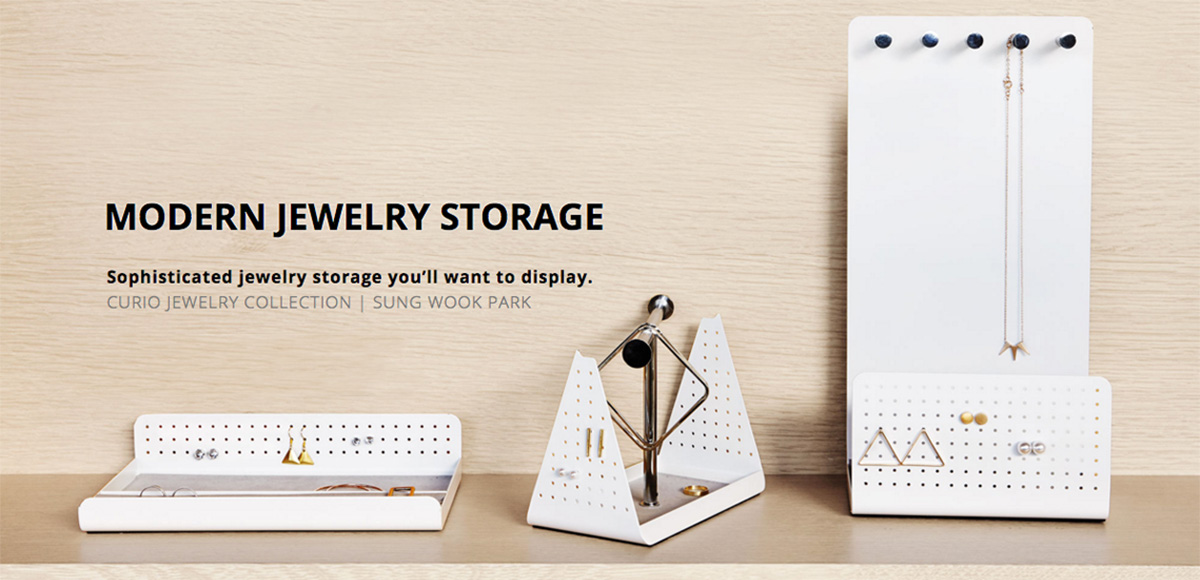 MODERN JEWELRY STORAGE
Sophisticated jewelry storage you’ll want to display.
CURIO JEWELRY COLLECTION | SUNG WOOK PARK